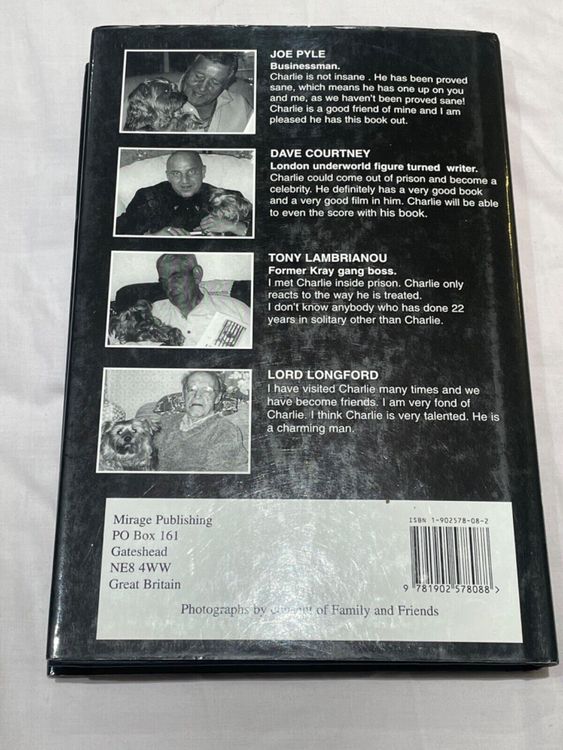 JOE PYLE
Businessman.
Charlie is not insane . He has been proved
sane, which means he has one up on you
and me, as we haven't been proved sane!
Charlie is a good friend of mine and I am
pleased he has this book out.
DAVE COURTNEY
London underworld figure turned writer.
Charlie could come out of prison and become a
celebrity. He definitely has a very good book
and a very good film in him. Charlie will be able
to even the score with his book.
TONY LAMBRIANOU
Former Kray gang boss.
I met Charlie inside prison. Charlie only
reacts to the way he is treated.
I don't know anybody who has done 22
years in solitary other than Charlie.
LORD LONGFORD
I have visited Charlie many times and we
have become friends. I am very fond of
Charlie. I think Charlie is very talented. He is
a charming man.
Mirage Publishing
PO Box 161
Gateshead
NE8 4WW
Great Britain
ISBN 1-902578-08-2
9 781902 578088 >
Photographs by of Family and Friends